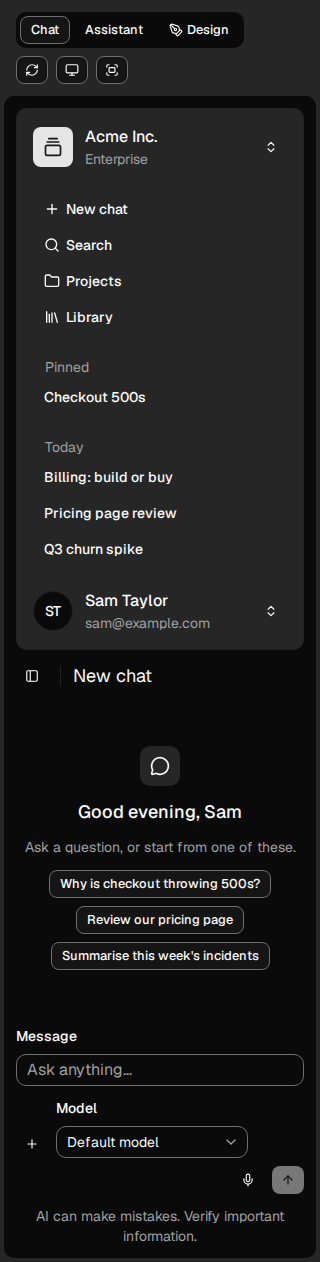 Chat
Assistant
Design
Acme Inc.
Enterprise
New chat
Search
Projects
Library
Pinned
Checkout 500s
Today
Billing: build or buy
Pricing page review
Q3 churn spike
ST
Sam Taylor
sam@example.com
New chat
Good evening, Sam
Ask a question, or start from one of these.
Why is checkout throwing 500s?
Review our pricing page
Summarise this week's incidents
Message
Ask anything...
Model
Default model
AI can make mistakes. Verify important
information.